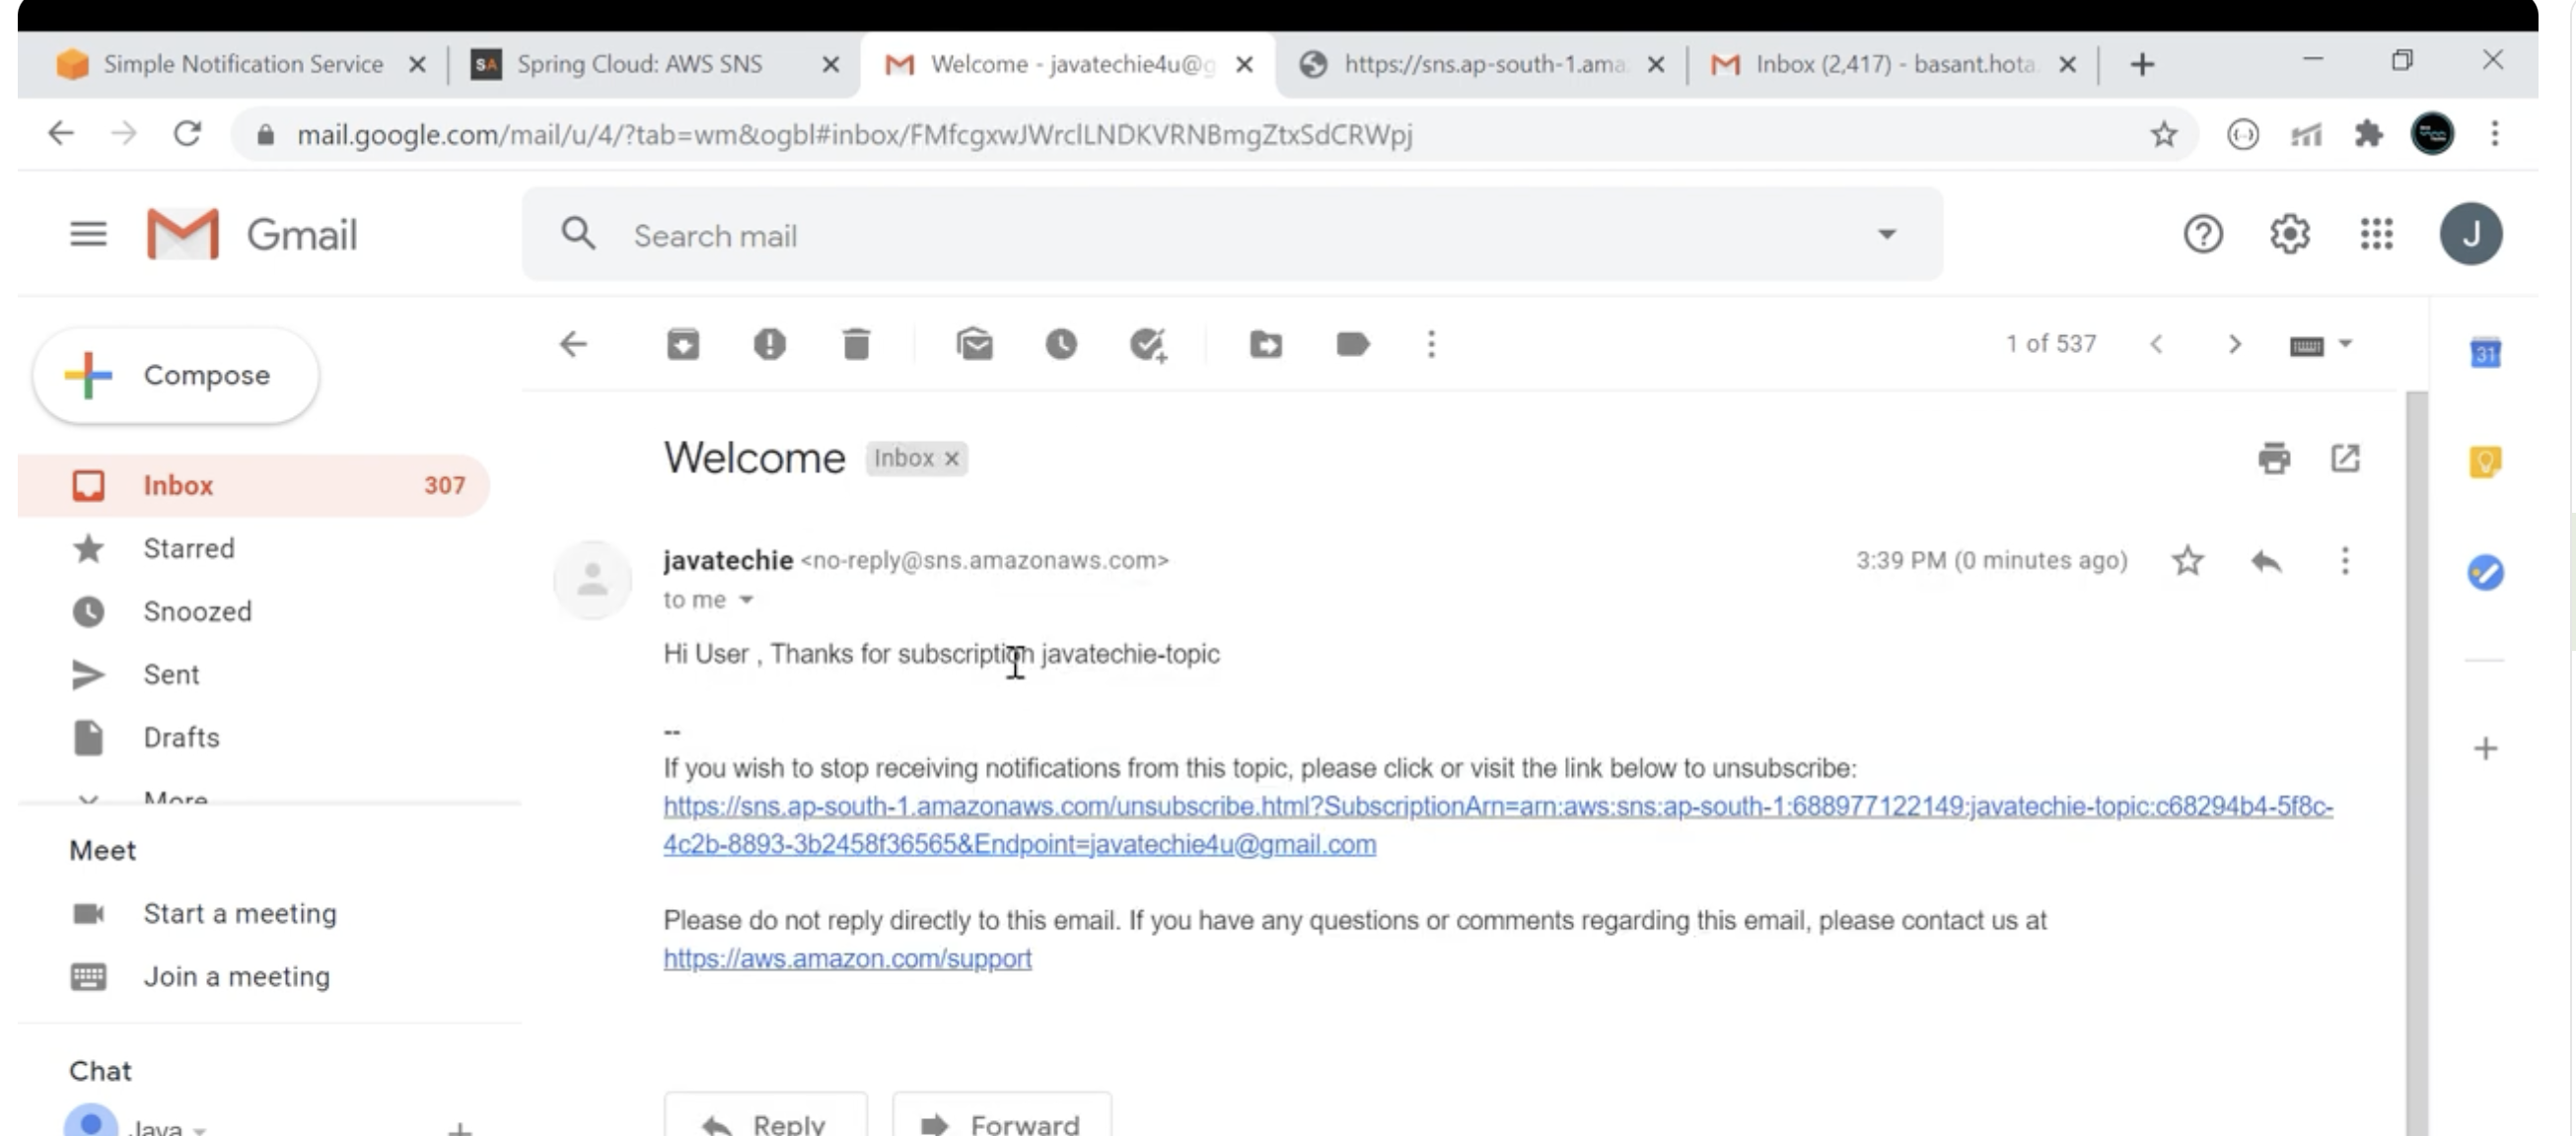 Simple Notification Service
Spring Cloud: AWS SNS
Welcome - javatechie4u@g
https://sns.ap-south-1.ama
Inbox (2,417) - basant.hota
mail.google.com/mail/u/4/?tab=wm&ogbl#inbox/FMfcgxwJWrclLNDKVRNBmgZtxSdCRWpj
Gmail
Search mail
J
Compose
1 of 537
31
Welcome Inbox ×
Inbox 307
Starred
javatechie <no-reply@sns.amazonaws.com>
3:39 PM (0 minutes ago)
to me
Snoozed
Hi User , Thanks for subscription javatechie-topic
Sent
Drafts
--
If you wish to stop receiving notifications from this topic, please click or visit the link below to unsubscribe:
https://sns.ap-south-1.amazonaws.com/unsubscribe.html?SubscriptionArn=arn:aws:sns:ap-south-1:688977122149:javatechie-topic:c68294b4-5f8c-
4c2b-8893-3b2458f36565&Endpoint=javatechie4u@gmail.com
More
Meet
Start a meeting
Join a meeting
Please do not reply directly to this email. If you have any questions or comments regarding this email, please contact us at
https://aws.amazon.com/support
Chat
Java
Reply
Forward